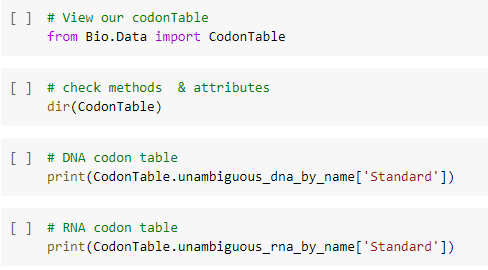 [ ] # View our codonTable
from Bio.Data import CodonTable
[ ] # check methods  & attributes
dir(CodonTable)
[ ] # DNA codon table
print(CodonTable.unambiguous_dna_by_name['Standard'])
[ ] # RNA codon table
print(CodonTable.unambiguous_rna_by_name['Standard'])